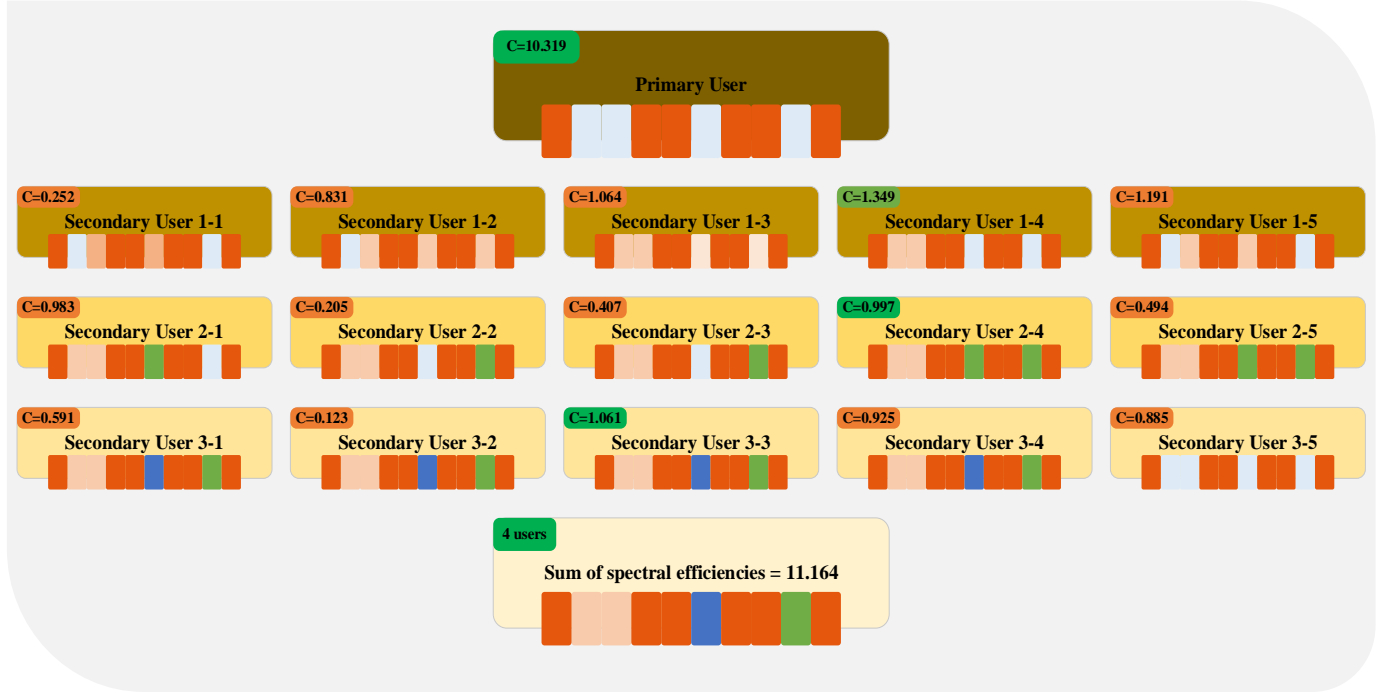 C=10.319
Primary User
C=0.252
Secondary User 1-1
C=0.831
Secondary User 1-2
C=1.064
Secondary User 1-3
C=1.349
Secondary User 1-4
C=1.191
Secondary User 1-5
C=0.983
Secondary User 2-1
C=0.205
Secondary User 2-2
C=0.407
Secondary User 2-3
C=0.997
Secondary User 2-4
C=0.494
Secondary User 2-5
C=0.591
Secondary User 3-1
C=0.123
Secondary User 3-2
C=1.061
Secondary User 3-3
C=0.925
Secondary User 3-4
C=0.885
Secondary User 3-5
4 users
Sum of spectral efficiencies = 11.164